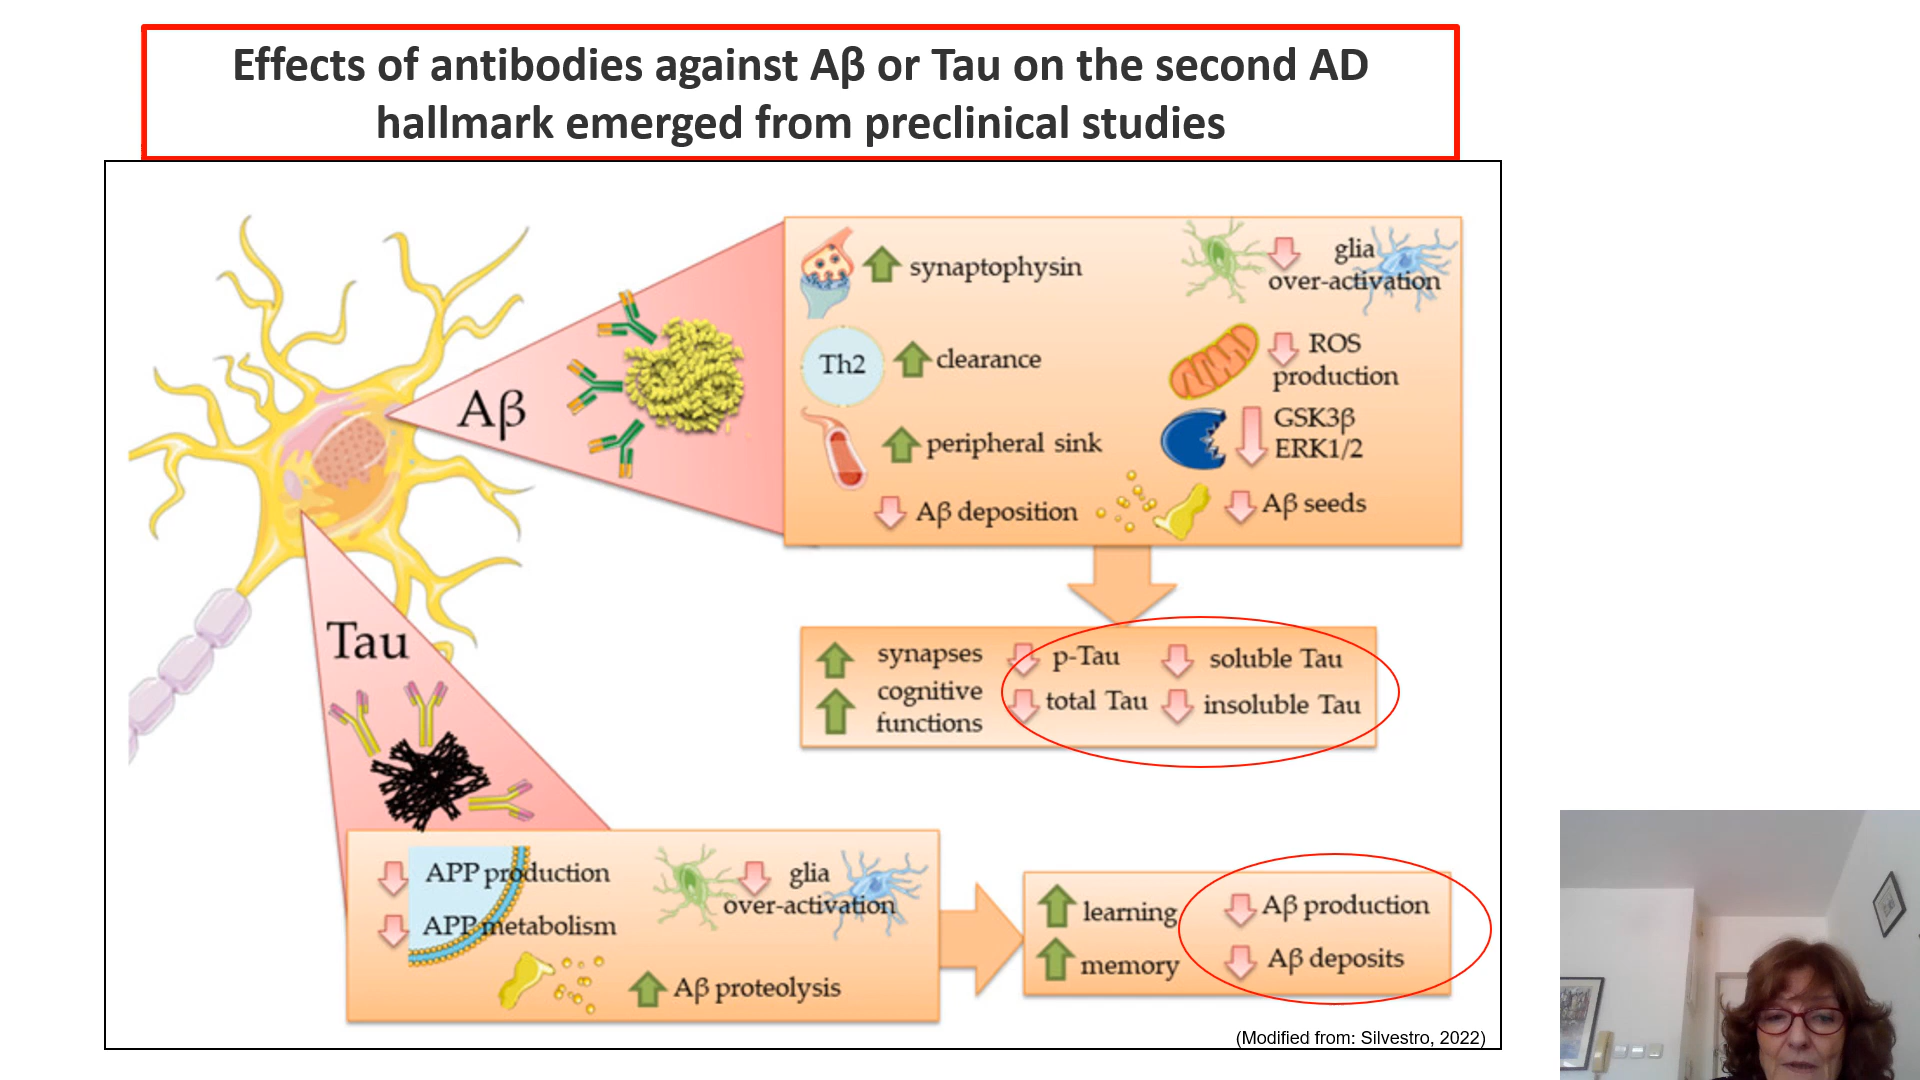 Effects of antibodies against Aβ or Tau on the second AD
hallmark emerged from preclinical studies
Aβ
synaptophysin
glia
over-activation
Th2
clearance
ROS
production
peripheral sink
GSK3β
ERK1/2
Aβ deposition
Aβ seeds
Tau
synapses
cognitive
functions
p-Tau
soluble Tau
total Tau
insoluble Tau
APP production
APP metabolism
glia
over-activation
Aβ proteolysis
learning
memory
Aβ production
Aβ deposits
(Modified from: Silvestro, 2022)